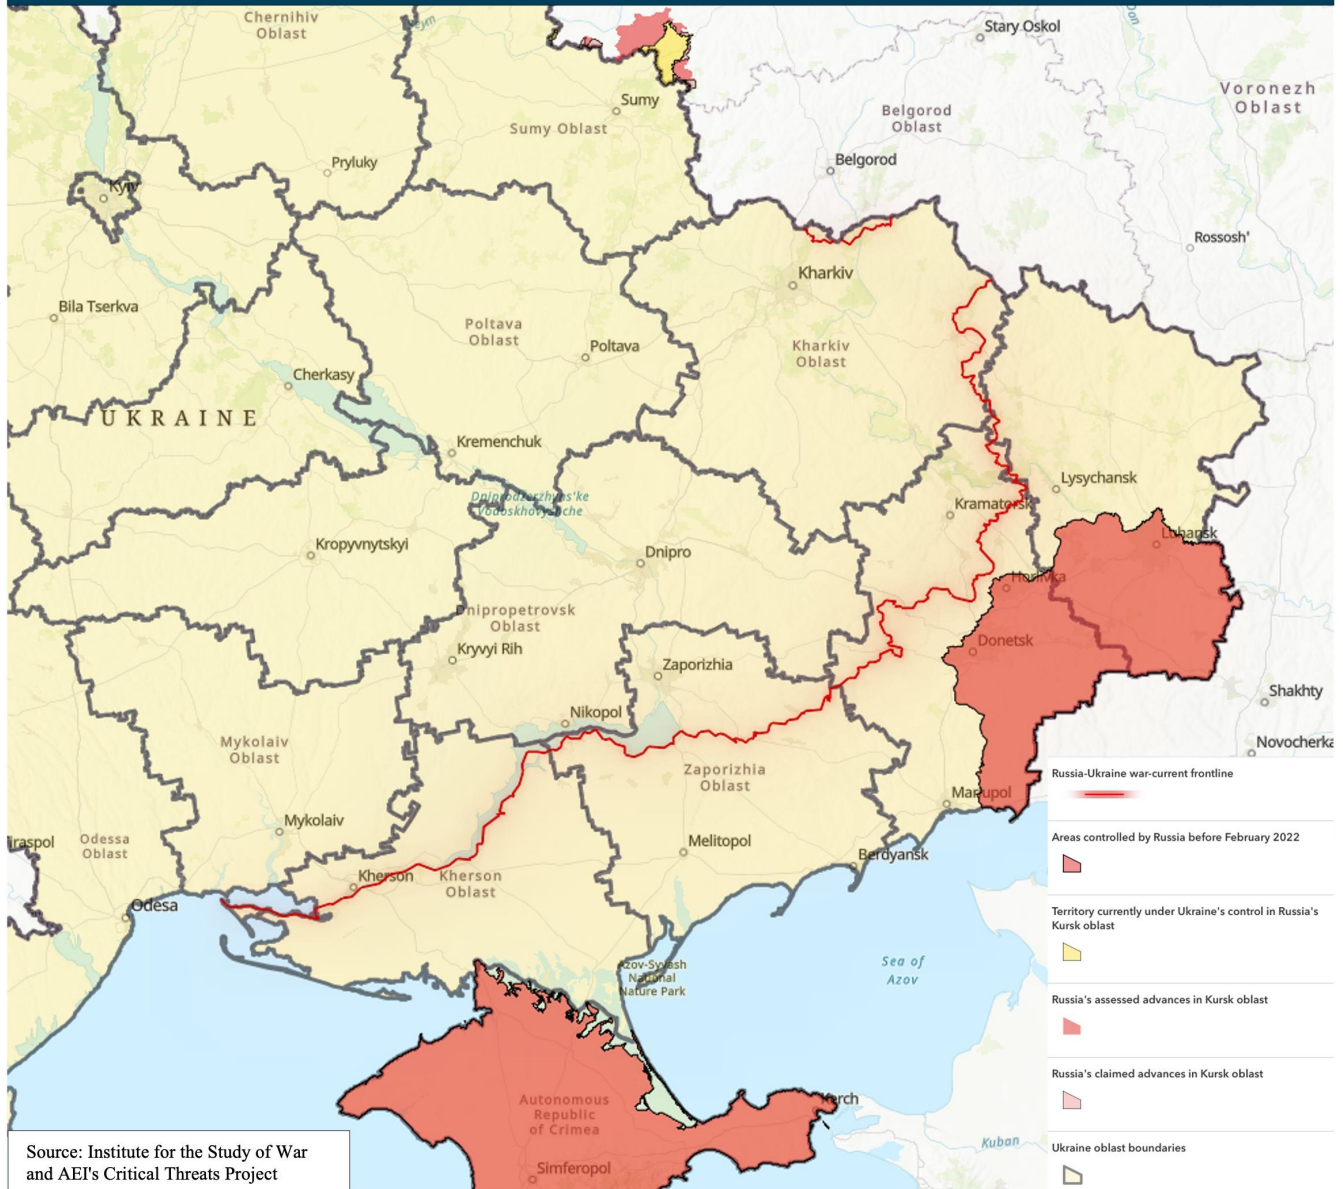 Chernihiv
Oblast
Seym
Stary Oskol
Don
Voronezh
Oblast
Sumy
Belgorod
Oblast
Sumy Oblast
Pryluky
Belgorod
Kyiv
Rossosh'
Kharkiv
Bila Tserkva
Poltava
Oblast
Poltava
Kharkiv
Oblast
Cherkasy
UKRAINE
Kremenchuk
Lysychansk
Dniprodzerzhyns'ke
Vodoskhovyshche
Kramatorsk
Luhansk
Kropyvnytskyi
Dnipro
Horlivka
Dnipropetrovsk
Oblast
Donetsk
Kryvyi Rih
Zaporizhia
Shakhty
Nikopol
Novocherka
Mykolaiv
Oblast
Zaporizhia
Oblast
Mariupol
Mykolaiv
Odessa
Oblast
iraspol
Melitopol
Berdyansk
Kherson
Kherson
Oblast
Odesa
Azov-Syvash
National
Nature Park
Sea of
Azov
Kerch
Autonomous
Republic
of Crimea
Kuban
Simferopol
Russia-Ukraine war-current frontline
Areas controlled by Russia before February 2022
Territory currently under Ukraine's control in Russia's
Kursk oblast
Russia's assessed advances in Kursk oblast
Russia's claimed advances in Kursk oblast
Ukraine oblast boundaries
Source: Institute for the Study of War
and AEI's Critical Threats Project